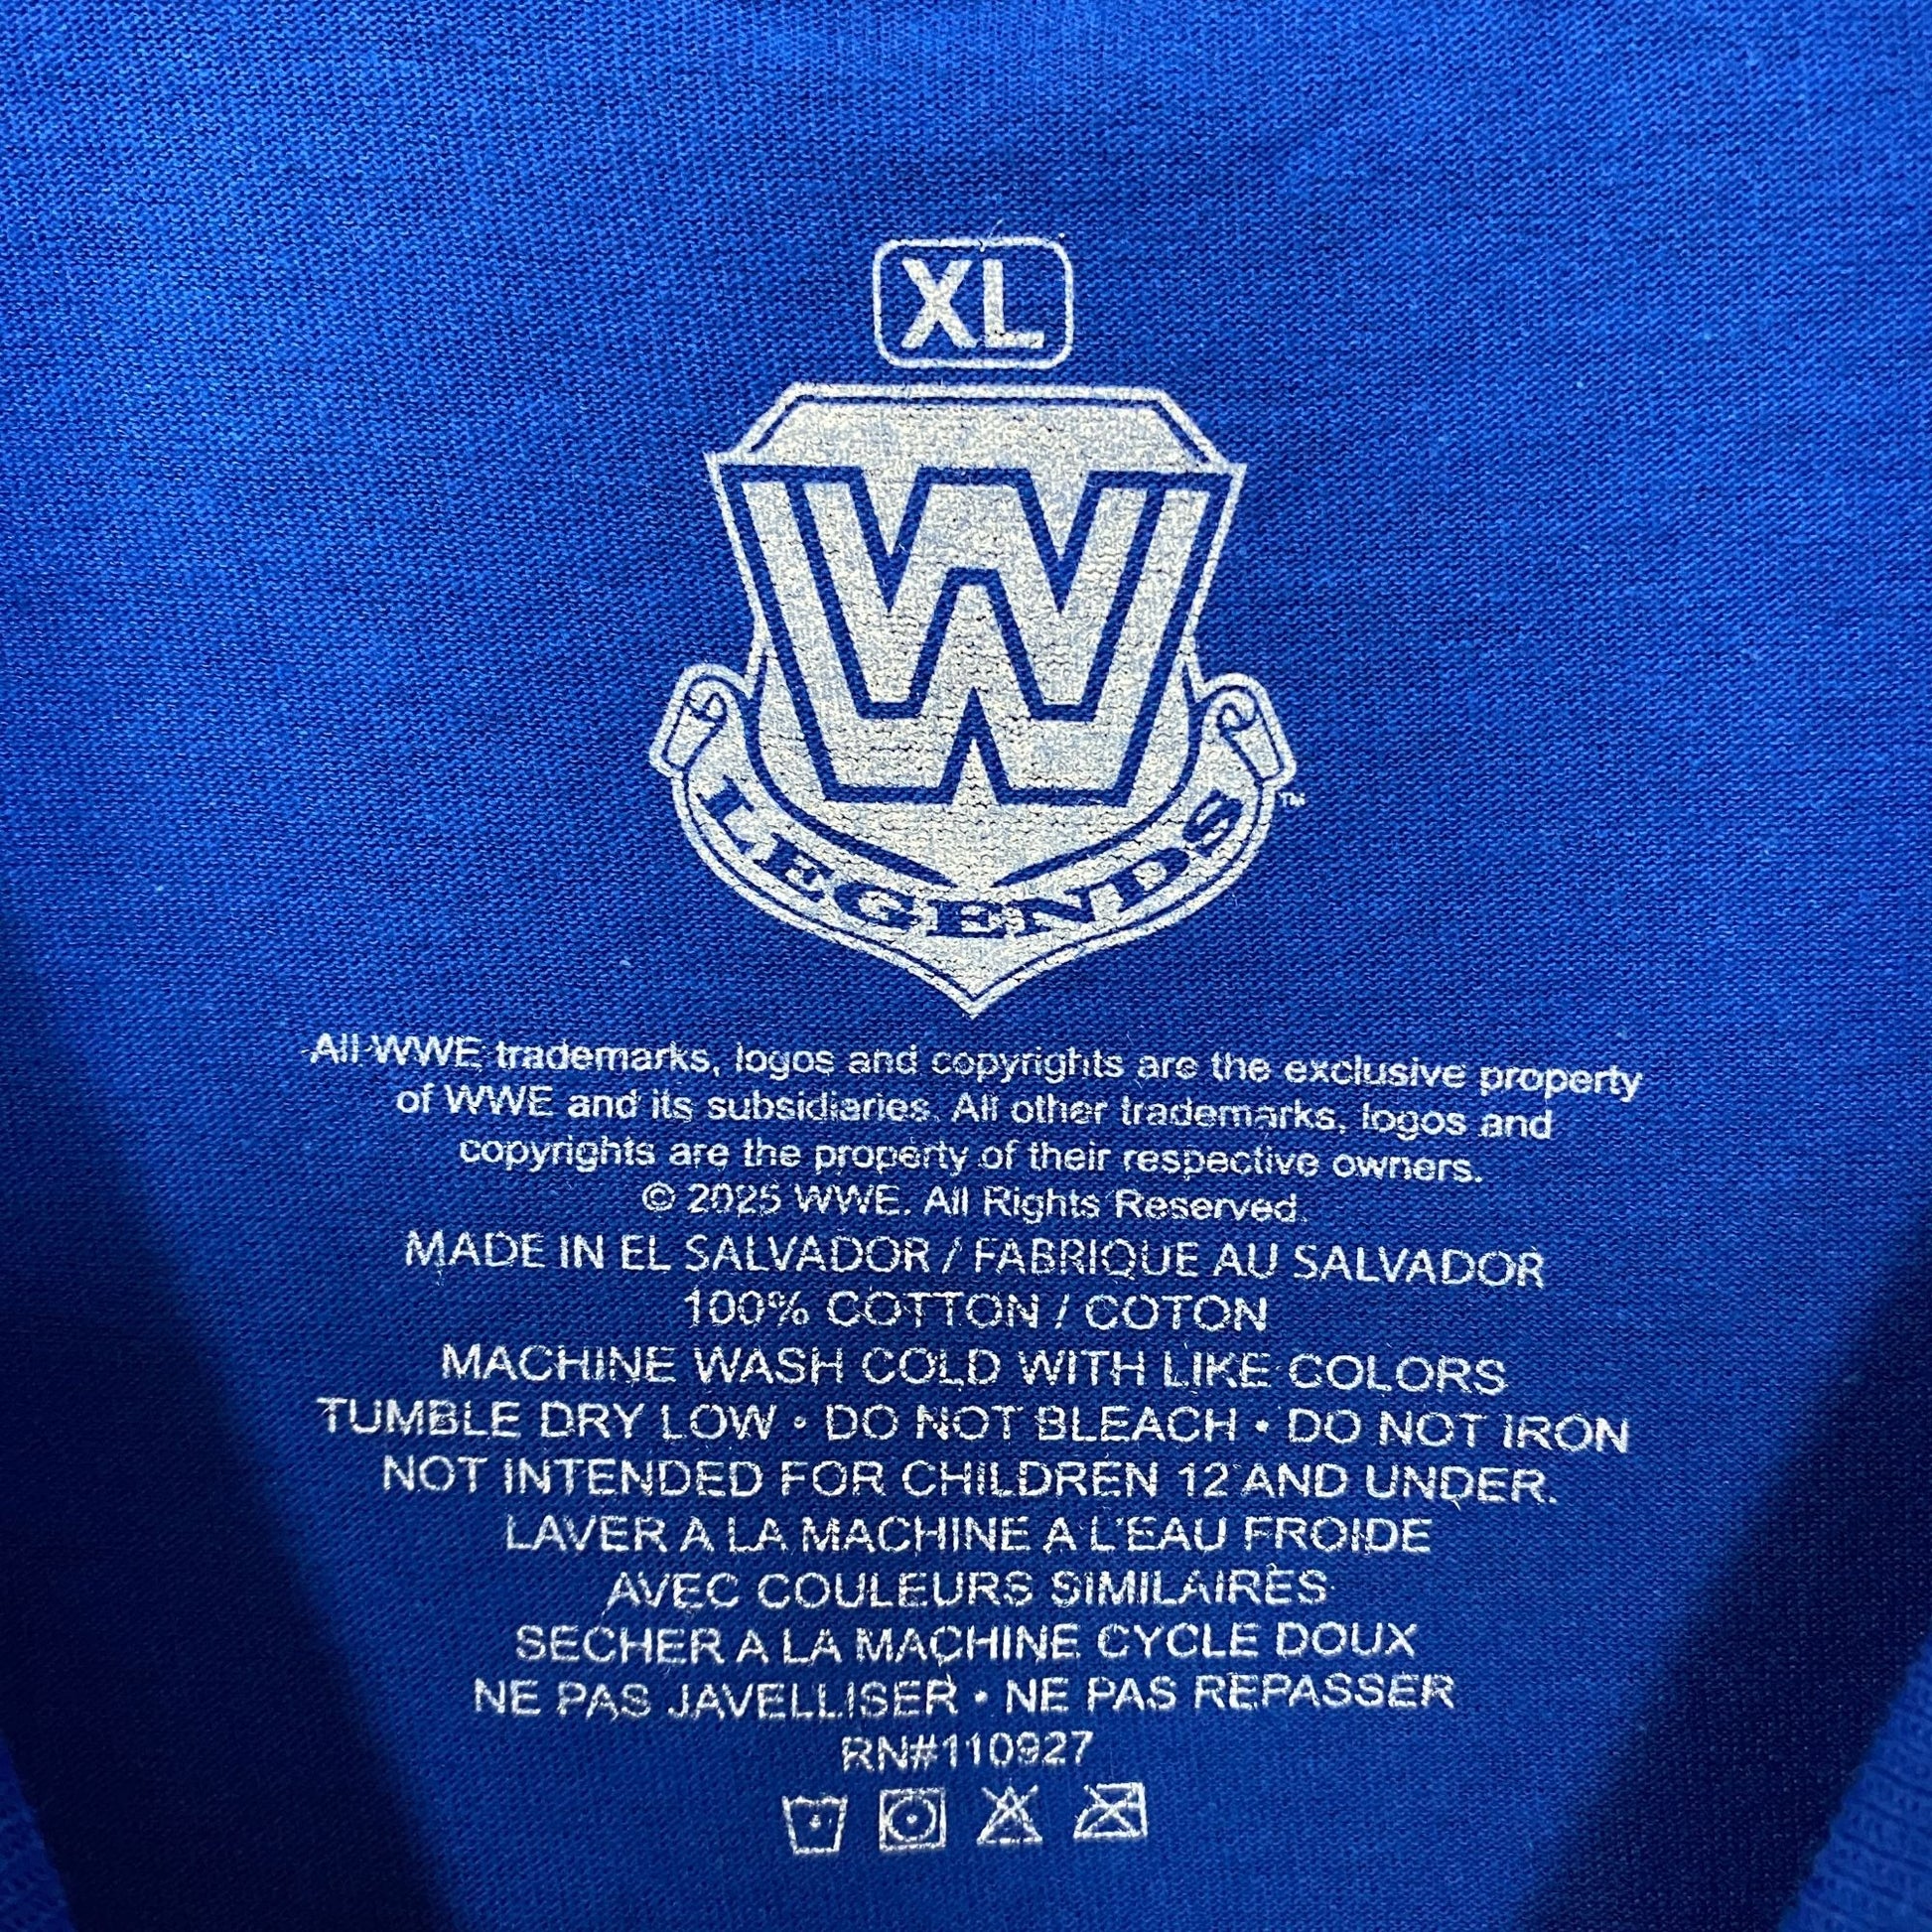 XL
W
LEGENDS ™
All WWE trademarks, logos and copyrights are the exclusive property
of WWE and its subsidiaries. All other trademarks, logos and
copyrights are the property of their respective owners.
© 2025 WWE. All Rights Reserved.
MADE IN EL SALVADOR / FABRIQUE AU SALVADOR
100% COTTON / COTON
MACHINE WASH COLD WITH LIKE COLORS
TUMBLE DRY LOW • DO NOT BLEACH • DO NOT IRON
NOT INTENDED FOR CHILDREN 12 AND UNDER.
LAVER A LA MACHINE A L'EAU FROIDE
AVEC COULEURS SIMILAIRES
SECHER A LA MACHINE CYCLE DOUX
NE PAS JAVELLISER • NE PAS REPASSER
RN#110927